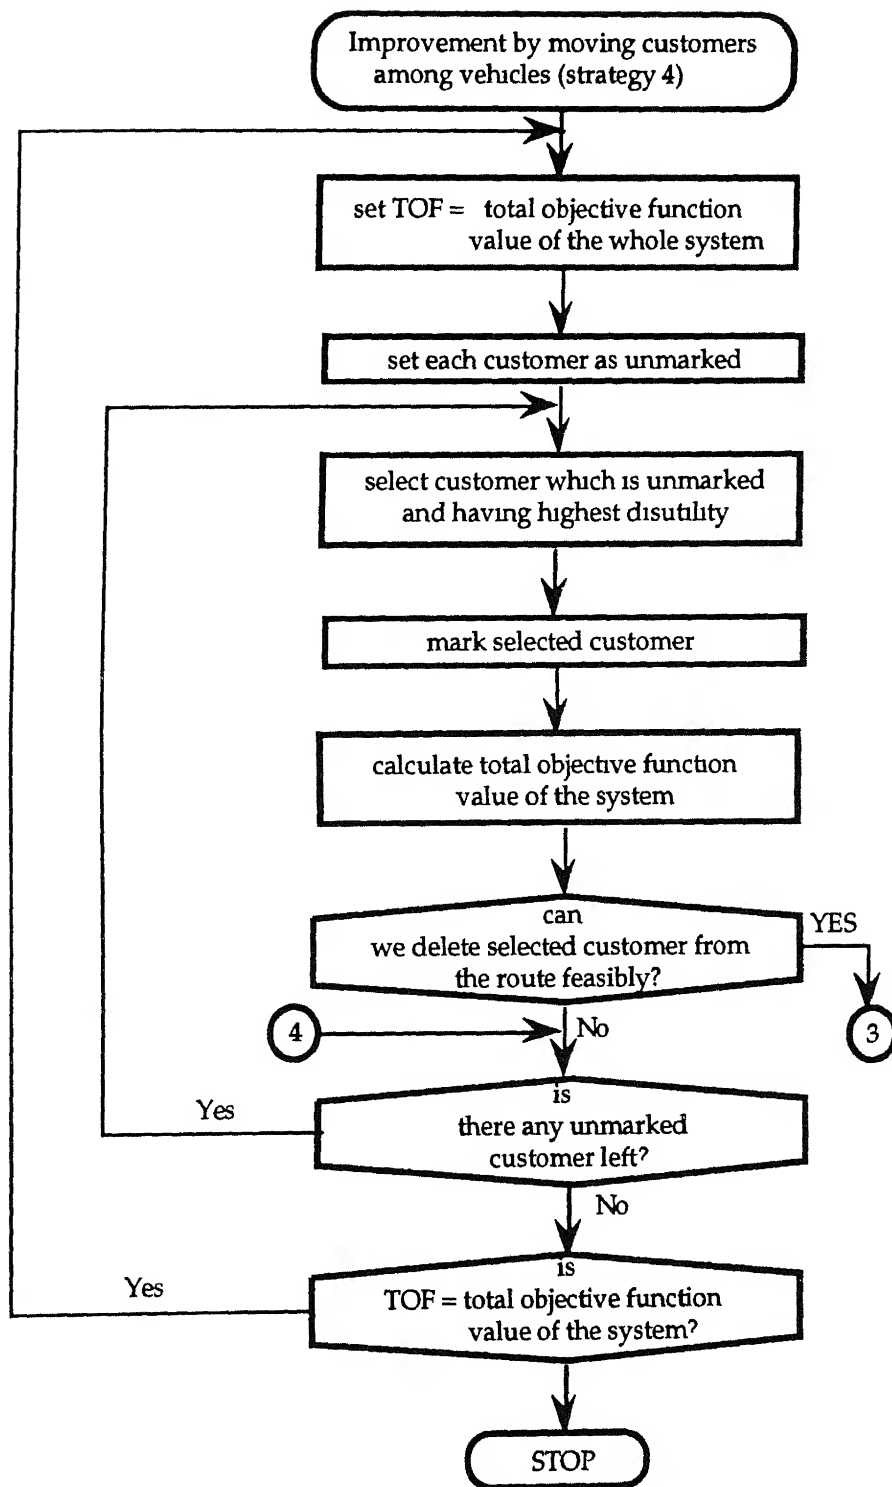 Improvement by moving customers
among vehicles (strategy 4)
set TOF = total objective function
value of the whole system
set each customer as unmarked
select customer which is unmarked
and having highest disutility
mark selected customer
calculate total objective function
value of the system
can
we delete selected customer from
the route feasibly?
YES
3
4
No
is
there any unmarked
customer left?
Yes
No
is
TOF = total objective function
value of the system?
Yes
STOP